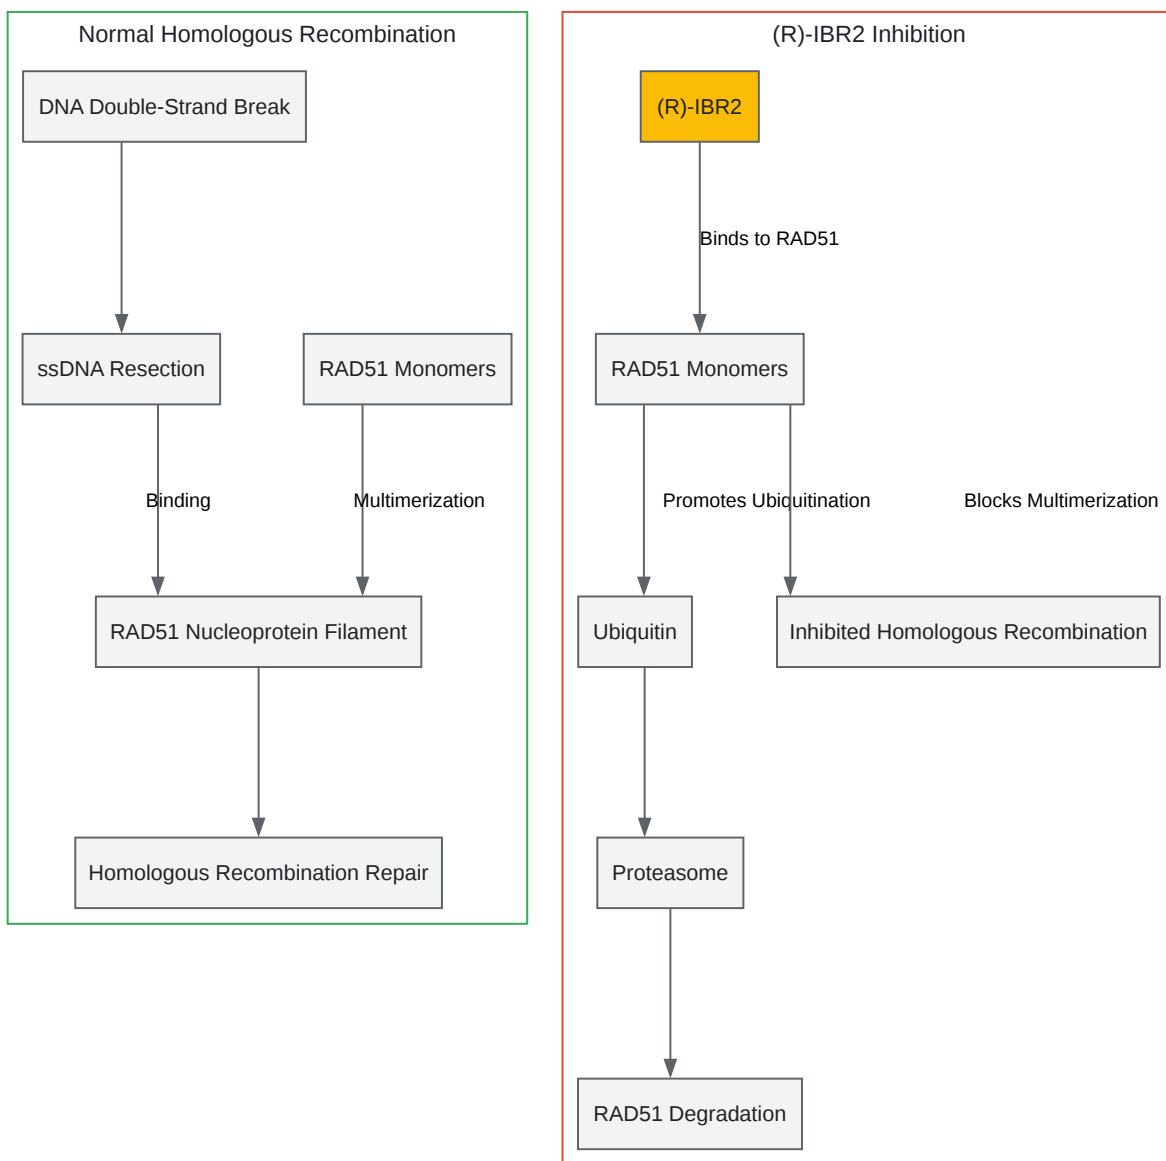 Normal Homologous Recombination
DNA Double-Strand Break
ssDNA Resection
RAD51 Monomers
Binding
Multimerization
RAD51 Nucleoprotein Filament
Homologous Recombination Repair
(R)-IBR2 Inhibition
(R)-IBR2
Binds to RAD51
RAD51 Monomers
Promotes Ubiquitination
Blocks Multimerization
Ubiquitin
Inhibited Homologous Recombination
Proteasome
RAD51 Degradation